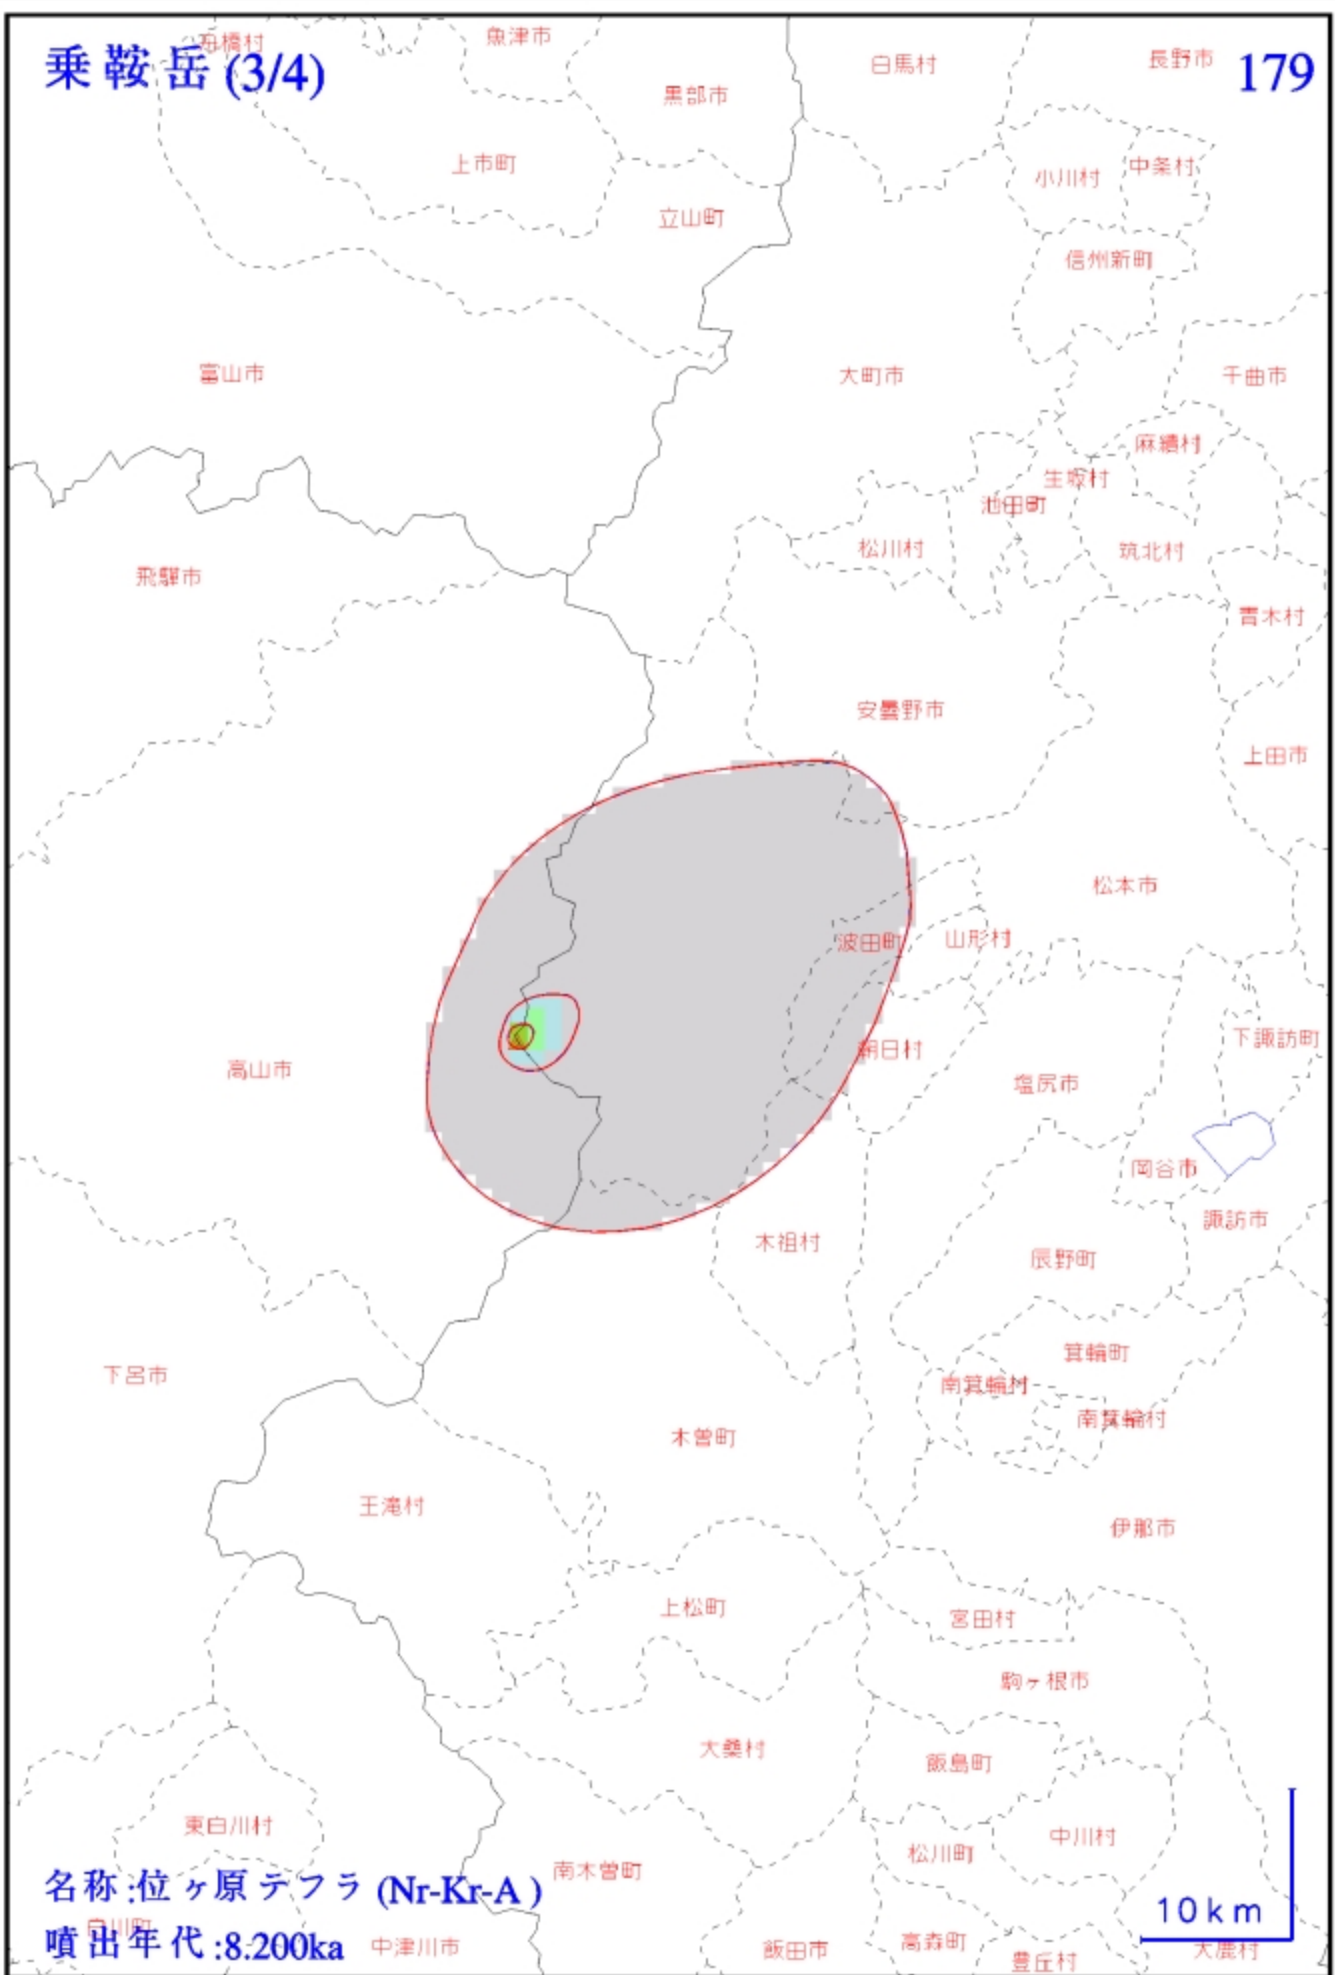 乗鞍岳 (3/4)
179
舟橋村
魚津市
白馬村
長野市
黒部市
上市町
小川村
中条村
立山町
信州新町
富山市
大町市
千曲市
麻績村
生坂村
池田町
松川村
筑北村
飛騨市
青木村
安曇野市
上田市
松本市
波田町
山形村
高山市
朝日村
下諏訪町
塩尻市
岡谷市
諏訪市
木祖村
辰野町
箕輪町
下呂市
南箕輪村
南箕輪村
木曽町
王滝村
伊那市
上松町
宮田村
駒ヶ根市
大桑村
飯島町
東白川村
中川村
松川町
南木曽町
名称:位ヶ原テフラ (Nr-Kr-A )
10km
白川町
噴出年代:8.200ka
中津川市
飯田市
高森町
豊丘村
大鹿村